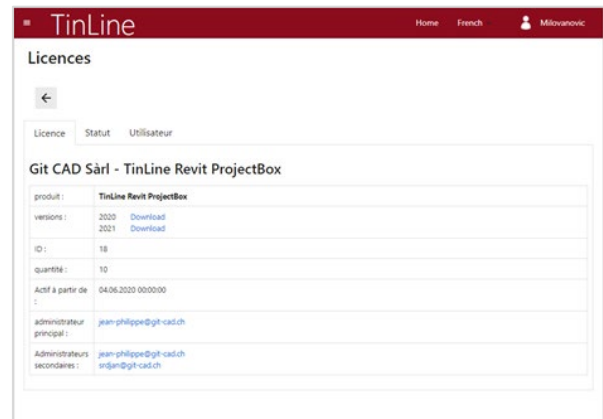 ≡ TinLine Home French Milovanovic
Licences
←
Licence Statut Utilisateur
Git CAD Sàrl - TinLine Revit ProjectBox
produit : TinLine Revit ProjectBox
versions : 2020 Download
2021 Download
ID : 18
quantité : 10
Actif à partir de : 04.06.2020 00:00:00
administrateur principal : jean-philippe@git-cad.ch
Administrateurs secondaires : jean-philippe@git-cad.ch
srdjan@git-cad.ch